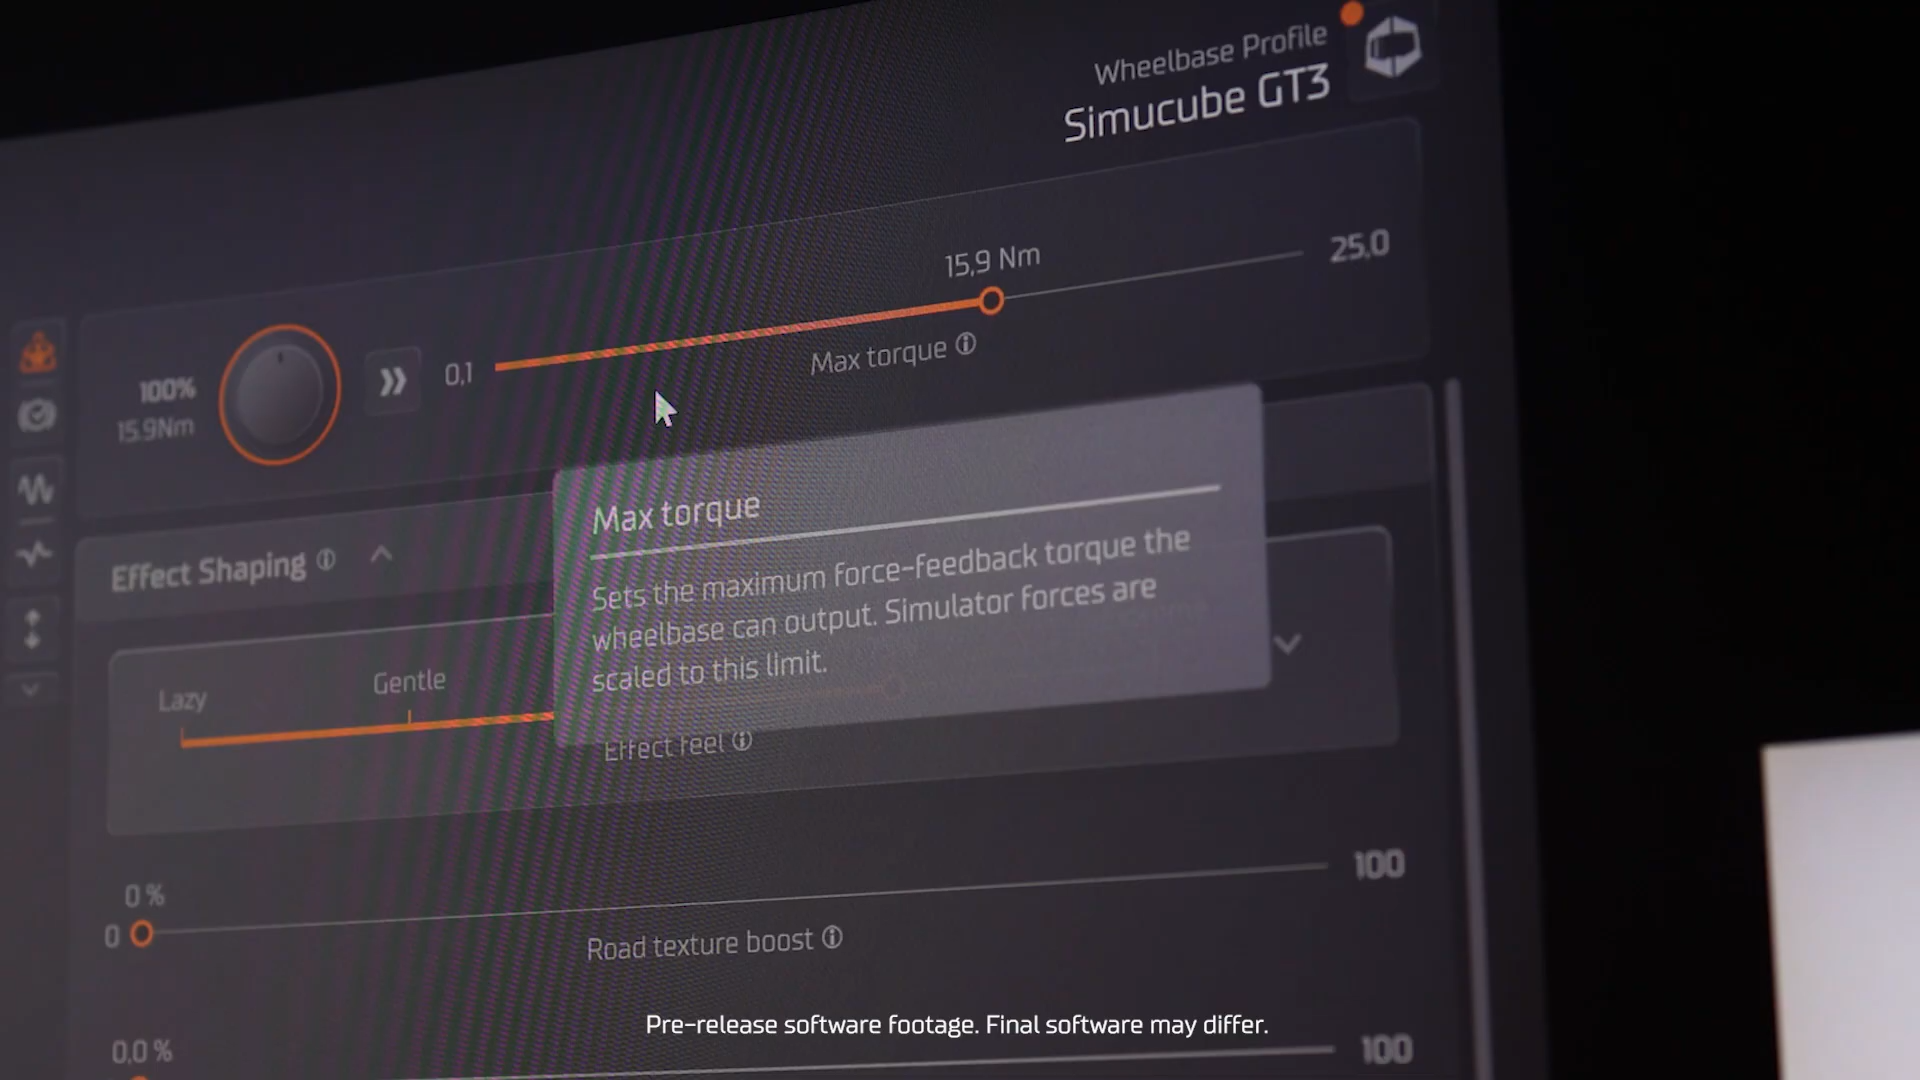 Wheelbase Profile
Simucube GT3
100%
15.9Nm
0,1
15,9 Nm
25,0
Max torque
Max torque
Sets the maximum force-feedback torque the
wheelbase can output. Simulator forces are
scaled to this limit.
Effect Shaping
Lazy
Gentle
Effect feel
0 %
0
100
Road texture boost
0,0 %
100
Pre-release software footage. Final software may differ.